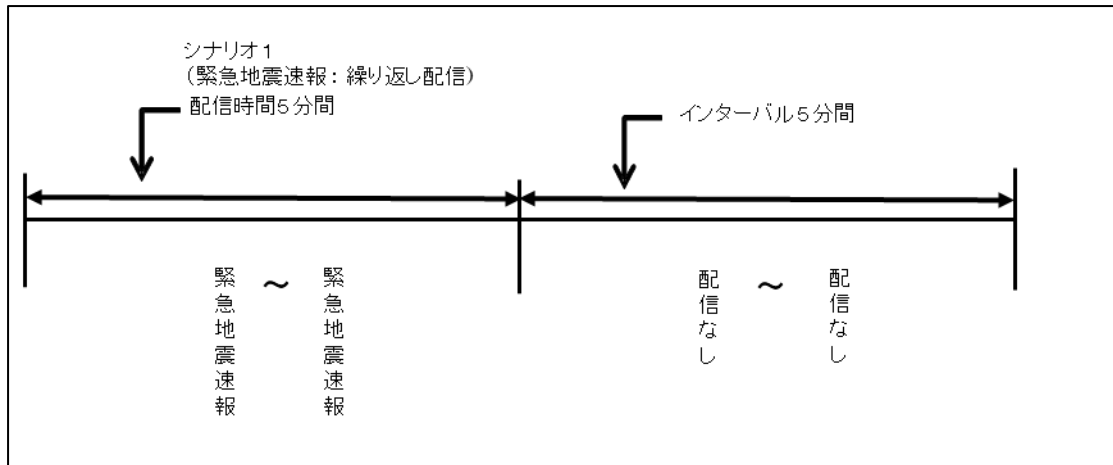 シナリオ1
(緊急地震速報:繰り返し配信)
配信時間5分間
インターバル5分間
緊急地震速報
～
緊急地震速報
配信なし
～
配信なし